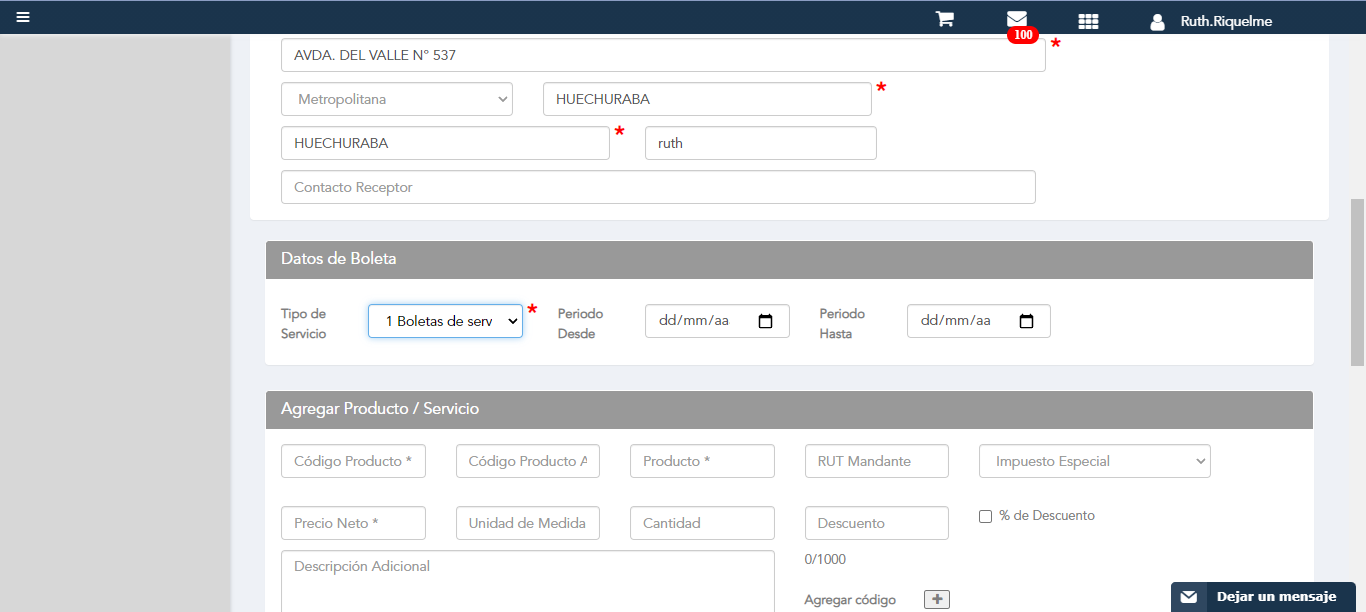 Ruth.Riquelme
100
AVDA. DEL VALLE N° 537 *
Metropolitana HUECHURABA *
HUECHURABA * ruth
Contacto Receptor
Datos de Boleta
Tipo de Servicio 1 Boletas de serv * Periodo Desde dd/mm/aa Periodo Hasta dd/mm/aa
Agregar Producto / Servicio
Código Producto * Código Producto A Producto * RUT Mandante Impuesto Especial
Precio Neto * Unidad de Medida Cantidad Descuento % de Descuento
Descripción Adicional 0/1000
Agregar código +
Dejar un mensaje